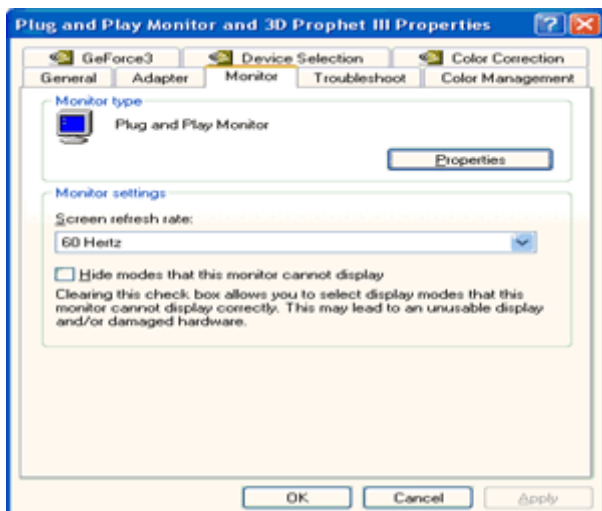 Plug and Play Monitor and 3D Prophet III Properties
GeForce3 Device Selection Color Correction
General Adapter Monitor Troubleshoot Color Management
Monitor type
Plug and Play Monitor
Properties
Monitor settings
Screen refresh rate:
60 Hertz
Hide modes that this monitor cannot display
Clearing this check box allows you to select display modes that this
monitor cannot display correctly. This may lead to an unusable display
and/or damaged hardware.
OK Cancel Apply